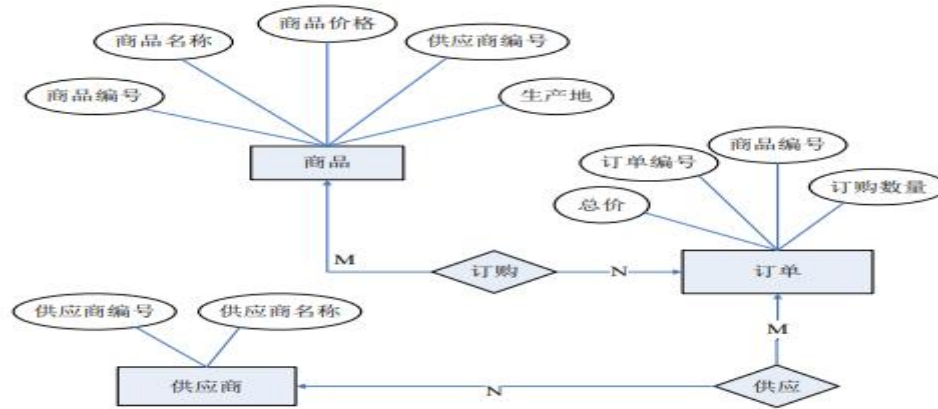 商品价格
商品名称
供应商编号
商品编号
生产地
商品
商品编号
订单编号
订购数量
总价
M
订购
N
订单
供应商编号
供应商名称
M
供应商
N
供应